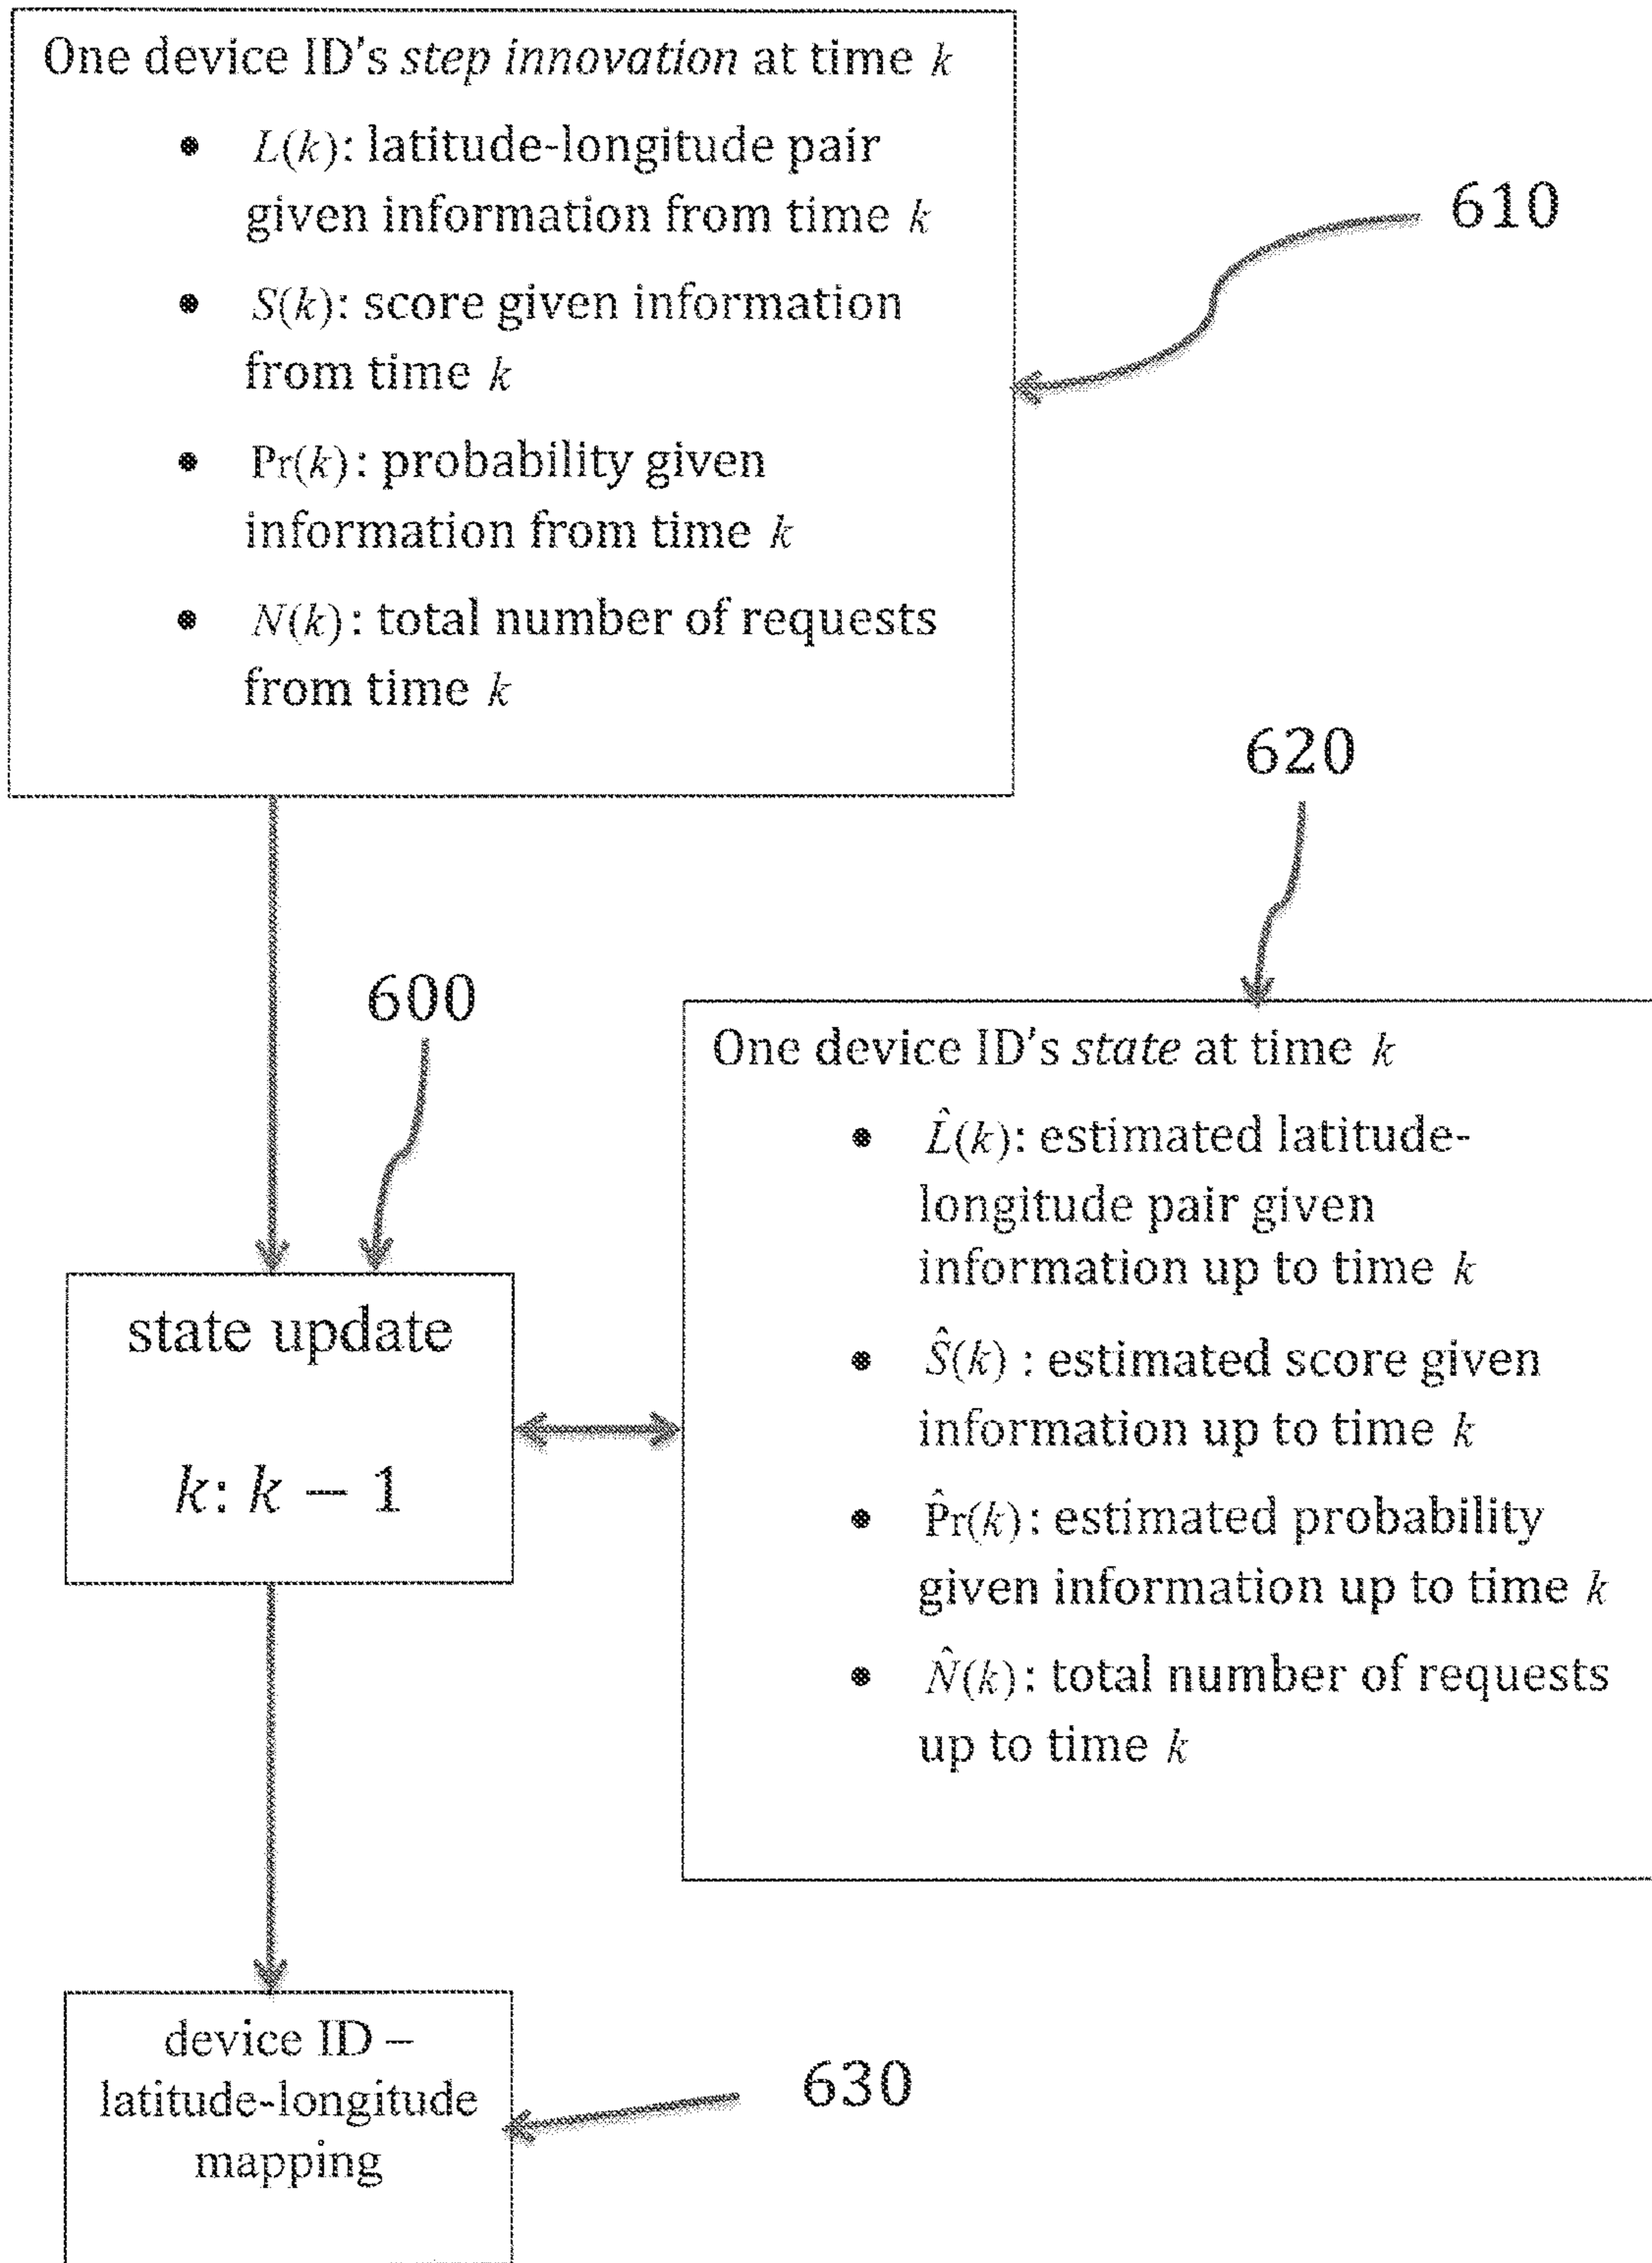 One device ID's step innovation at time k
• L(k): latitude-longitude pair
given information from time k
• S(k): score given information
from time k
• Pr(k): probability given
information from time k
• N(k): total number of requests
from time k
610
620
600
One device ID's state at time k
• L̂(k): estimated latitude-
longitude pair given
information up to time k
• Ŝ(k) : estimated score given
information up to time k
• P̂r(k): estimated probability
given information up to time k
• N̂(k): total number of requests
up to time k
state update
k: k − 1
device ID –
latitude-longitude
mapping
630